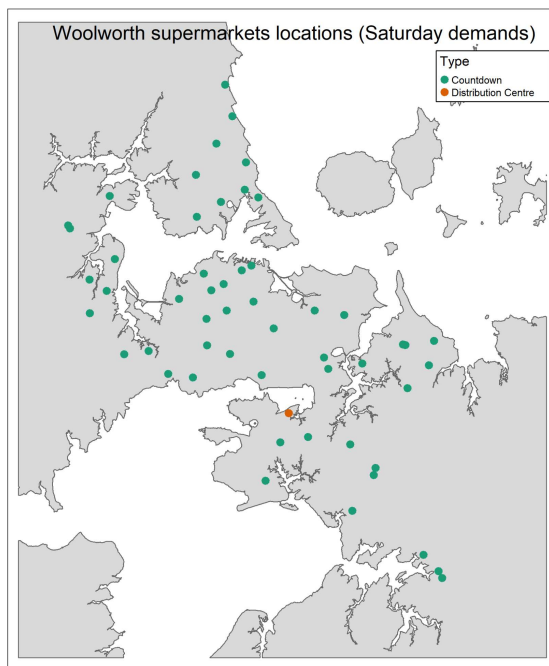 Woolworth supermarkets locations (Saturday demands)
Type
Countdown
Distribution Centre